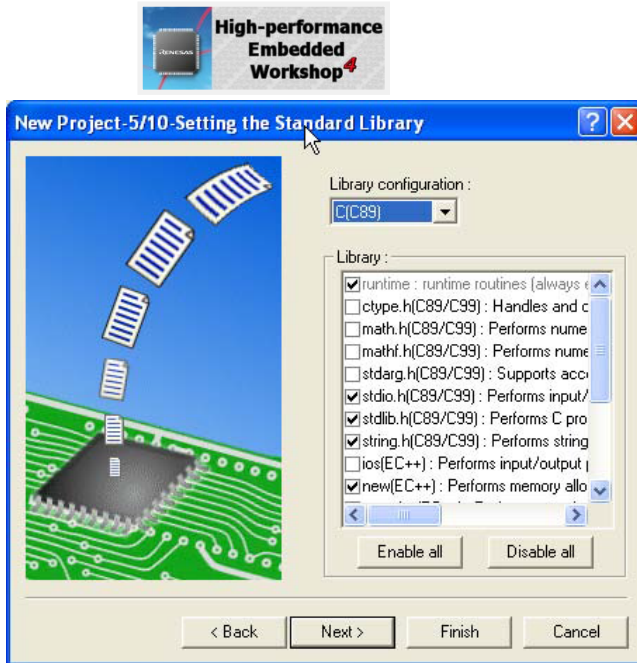 RENESAS
High-performance
Embedded
Workshop4
New Project-5/10-Setting the Standard Library
Library configuration :
C(C89)
Library :
runtime : runtime routines (always
ctype.h(C89/C99) : Handles and c
math.h(C89/C99) : Performs nume
mathf.h(C89/C99) : Performs nume
stdarg.h(C89/C99) : Supports acc
stdio.h(C89/C99) : Performs input/
stdlib.h(C89/C99) : Performs C pro
string.h(C89/C99) : Performs string
ios(EC++) : Performs input/output
new(EC++) : Performs memory allo
Enable all
Disable all
< Back
Next >
Finish
Cancel